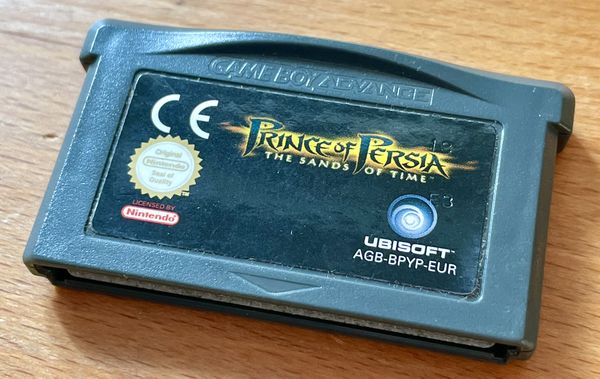 GAME BOY ADVANCE
CE
PRINCE OF PERSIA
THE SANDS OF TIME
Original
Nintendo
Seal of
Quality
LICENSED BY
Nintendo
UBISOFT™
AGB-BPYP-EUR